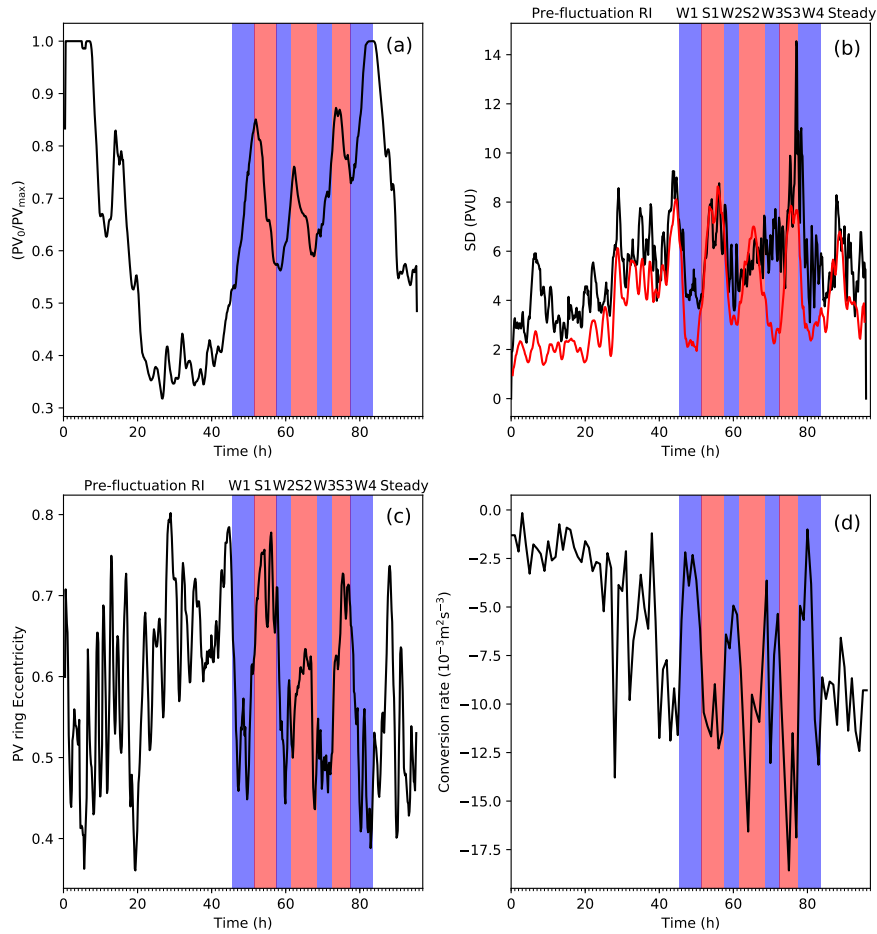 (a)
(PV₀/PVₘₐₓ)
1.0
0.9
0.8
0.7
0.6
0.5
0.4
0.3
0 20 40 60 80
Time (h)
Pre-fluctuation RI W1 S1 W2 S2 W3 S3 W4 Steady
(b)
SD (PVU)
14
12
10
8
6
4
2
0
0 20 40 60 80
Time (h)
Pre-fluctuation RI W1 S1 W2 S2 W3 S3 W4 Steady
(c)
PV ring Eccentricity
0.8
0.7
0.6
0.5
0.4
0 20 40 60 80
Time (h)
(d)
Conversion rate (10⁻³m²s⁻³)
0.0
−2.5
−5.0
−7.5
−10.0
−12.5
−15.0
−17.5
0 20 40 60 80
Time (h)